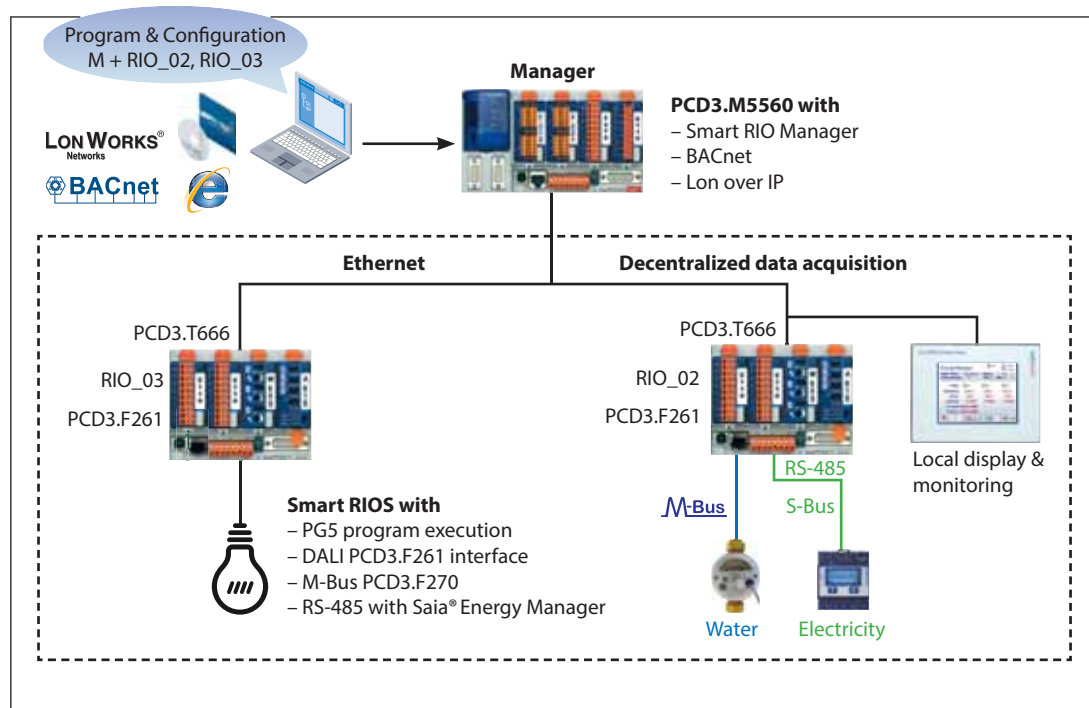 Program & Configuration
M + RIO_02, RIO_03
Manager
LONWORKS®
Networks
BACnet
PCD3.M5560 with
– Smart RIO Manager
– BACnet
– Lon over IP
Ethernet
Decentralized data acquisition
PCD3.T666
RIO_03
PCD3.F261
PCD3.T666
RIO_02
PCD3.F261
Local display &
monitoring
RS-485
M-Bus
S-Bus
Smart RIOS with
– PG5 program execution
– DALI PCD3.F261 interface
– M-Bus PCD3.F270
– RS-485 with Saia® Energy Manager
Water
Electricity